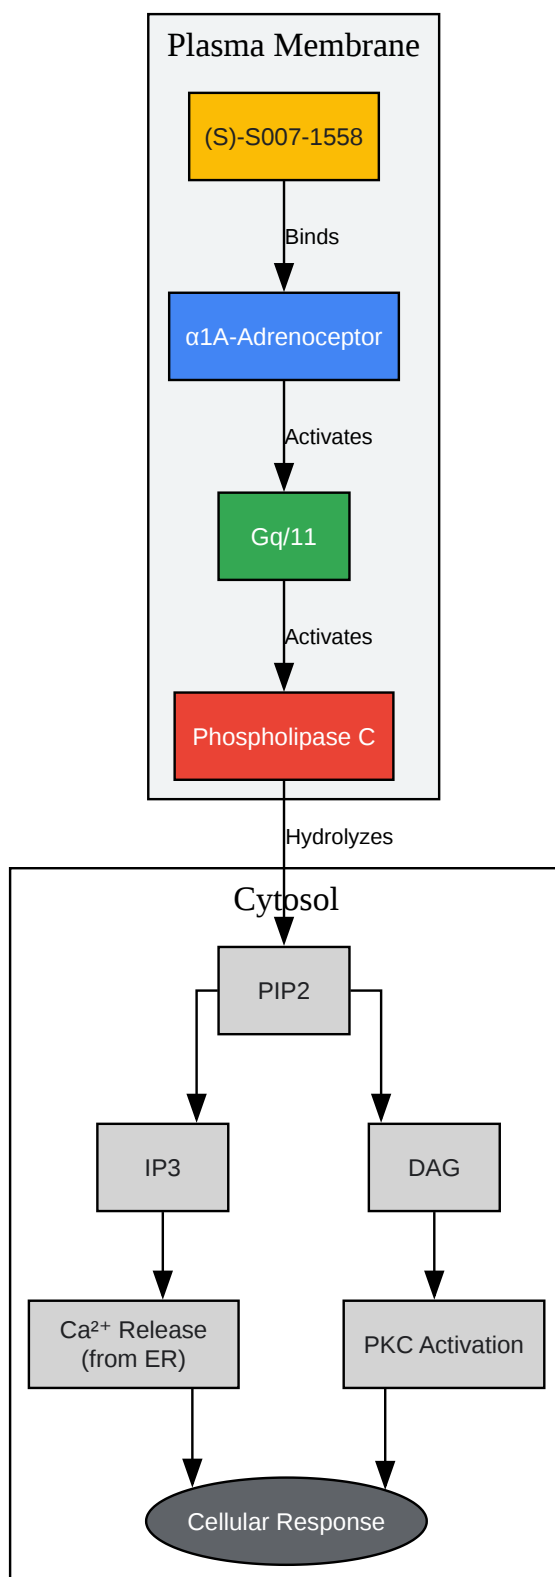 Plasma Membrane
(S)-S007-1558
Binds
α1A-Adrenoceptor
Activates
Gq/11
Activates
Phospholipase C
Hydrolyzes
Cytosol
PIP2
IP3
DAG
Ca²⁺ Release
(from ER)
PKC Activation
Cellular Response